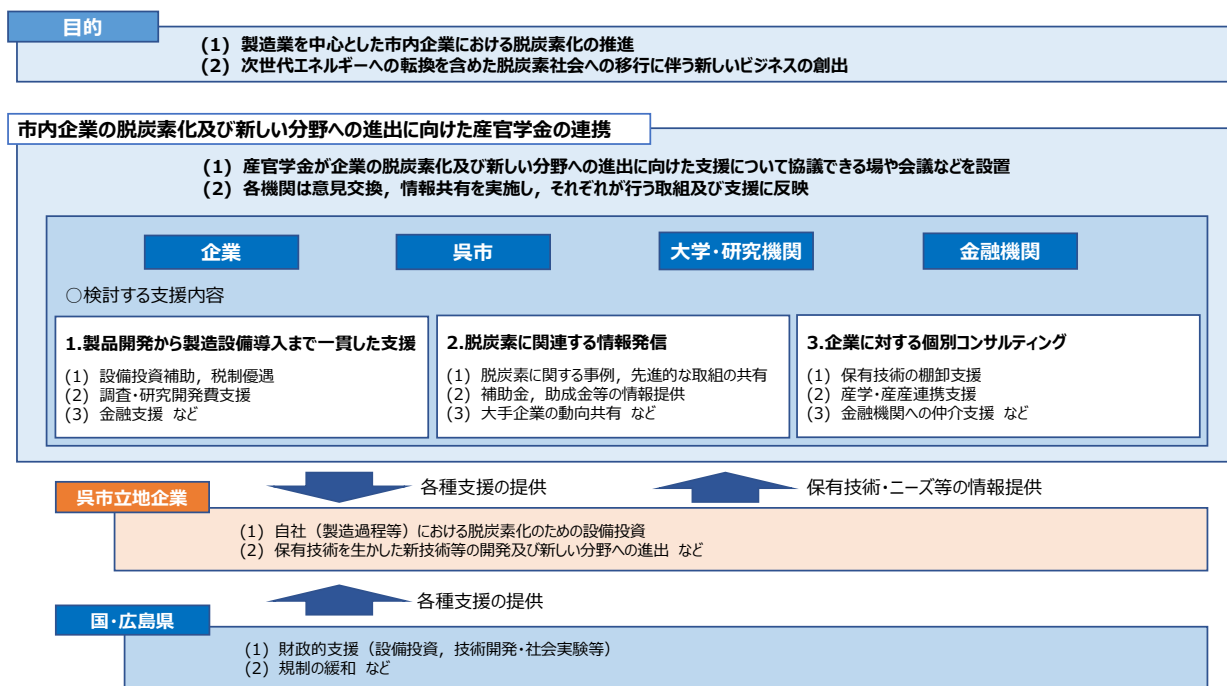 目的
(1) 製造業を中心とした市内企業における脱炭素化の推進
(2) 次世代エネルギーへの転換を含めた脱炭素社会への移行に伴う新しいビジネスの創出
市内企業の脱炭素化及び新しい分野への進出に向けた産官学金の連携
(1) 産官学金が企業の脱炭素化及び新しい分野への進出に向けた支援について協議できる場や会議などを設置
(2) 各機関は意見交換，情報共有を実施し，それぞれが行う取組及び支援に反映
企業
呉市
大学・研究機関
金融機関
○検討する支援内容
1.製品開発から製造設備導入まで一貫した支援
(1) 設備投資補助，税制優遇
(2) 調査・研究開発費支援
(3) 金融支援 など
2.脱炭素に関連する情報発信
(1) 脱炭素に関する事例，先進的な取組の共有
(2) 補助金，助成金等の情報提供
(3) 大手企業の動向共有 など
3.企業に対する個別コンサルティング
(1) 保有技術の棚卸支援
(2) 産学・産産連携支援
(3) 金融機関への仲介支援 など
各種支援の提供
保有技術・ニーズ等の情報提供
呉市立地企業
(1) 自社（製造過程等）における脱炭素化のための設備投資
(2) 保有技術を生かした新技術等の開発及び新しい分野への進出 など
各種支援の提供
国・広島県
(1) 財政的支援（設備投資，技術開発・社会実験等）
(2) 規制の緩和 など